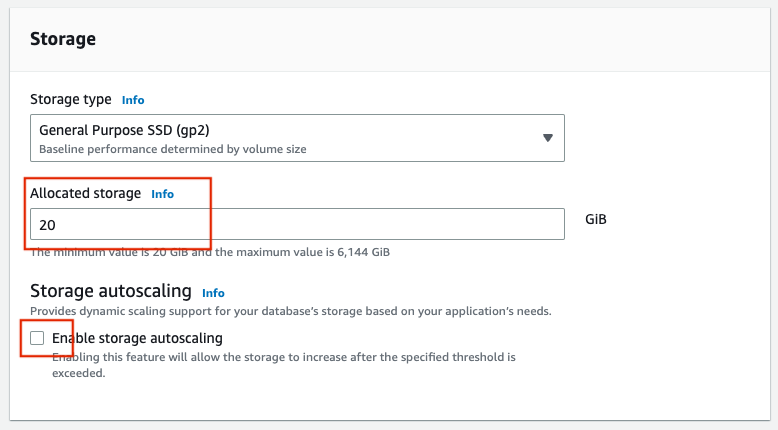 Storage
Storage type Info
General Purpose SSD (gp2)
Baseline performance determined by volume size
Allocated storage Info
20
GiB
The minimum value is 20 GiB and the maximum value is 6,144 GiB
Storage autoscaling Info
Provides dynamic scaling support for your database's storage based on your application's needs.
Enable storage autoscaling
Enabling this feature will allow the storage to increase after the specified threshold is
exceeded.